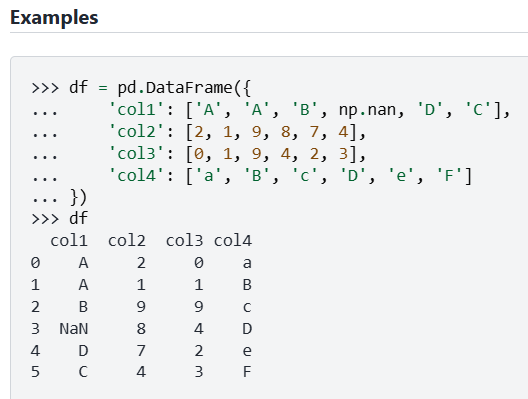 Examples
>>> df = pd.DataFrame({
...     'col1': ['A', 'A', 'B', np.nan, 'D', 'C'],
...     'col2': [2, 1, 9, 8, 7, 4],
...     'col3': [0, 1, 9, 4, 2, 3],
...     'col4': ['a', 'B', 'c', 'D', 'e', 'F']
... })
>>> df
  col1  col2  col3 col4
0    A     2     0    a
1    A     1     1    B
2    B     9     9    c
3  NaN     8     4    D
4    D     7     2    e
5    C     4     3    F